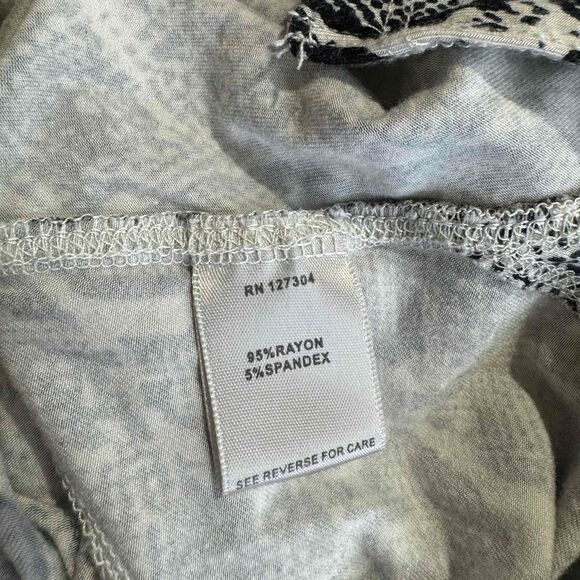 RN 127304
95%RAYON
5%SPANDEX
SEE REVERSE FOR CARE